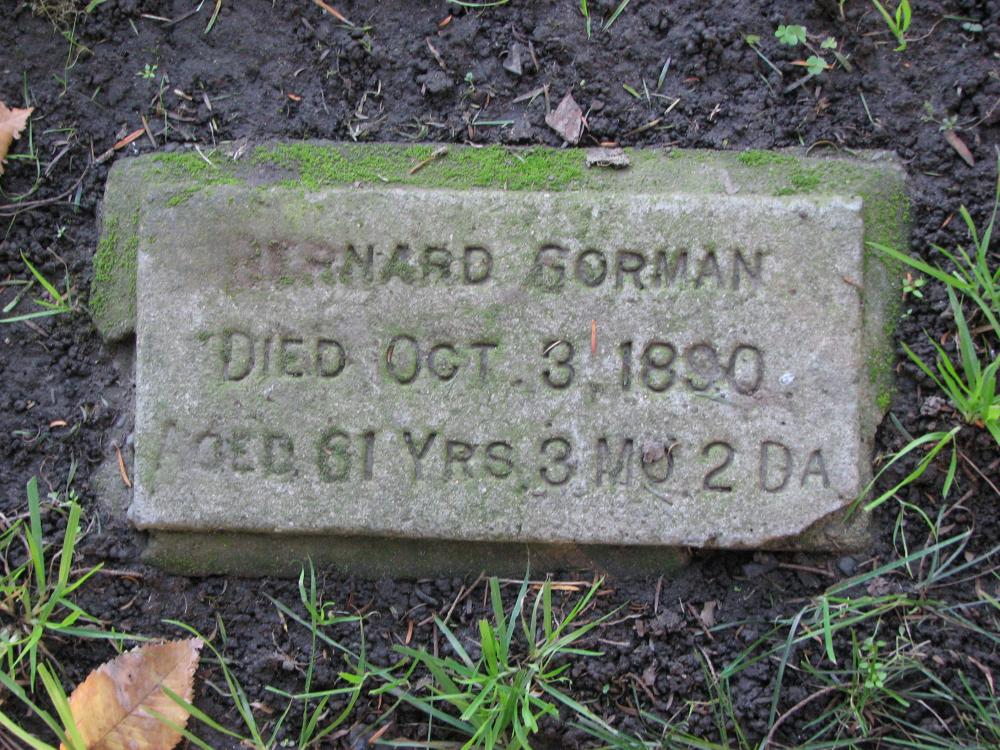 BERNARD GORMAN
DIED OCT. 3, 1890
AGED 61 YRS. 3 MO. 2 DA